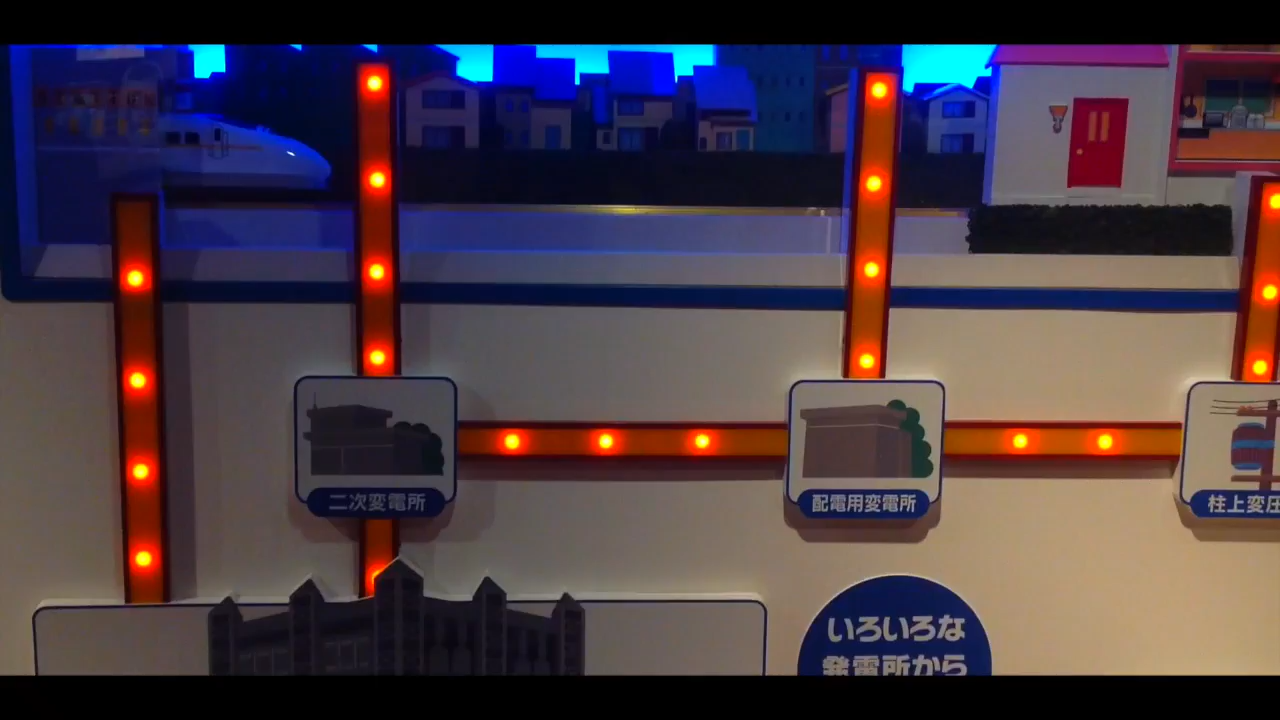 二次変電所
配電用変電所
柱上変圧
いろいろな
発電所から